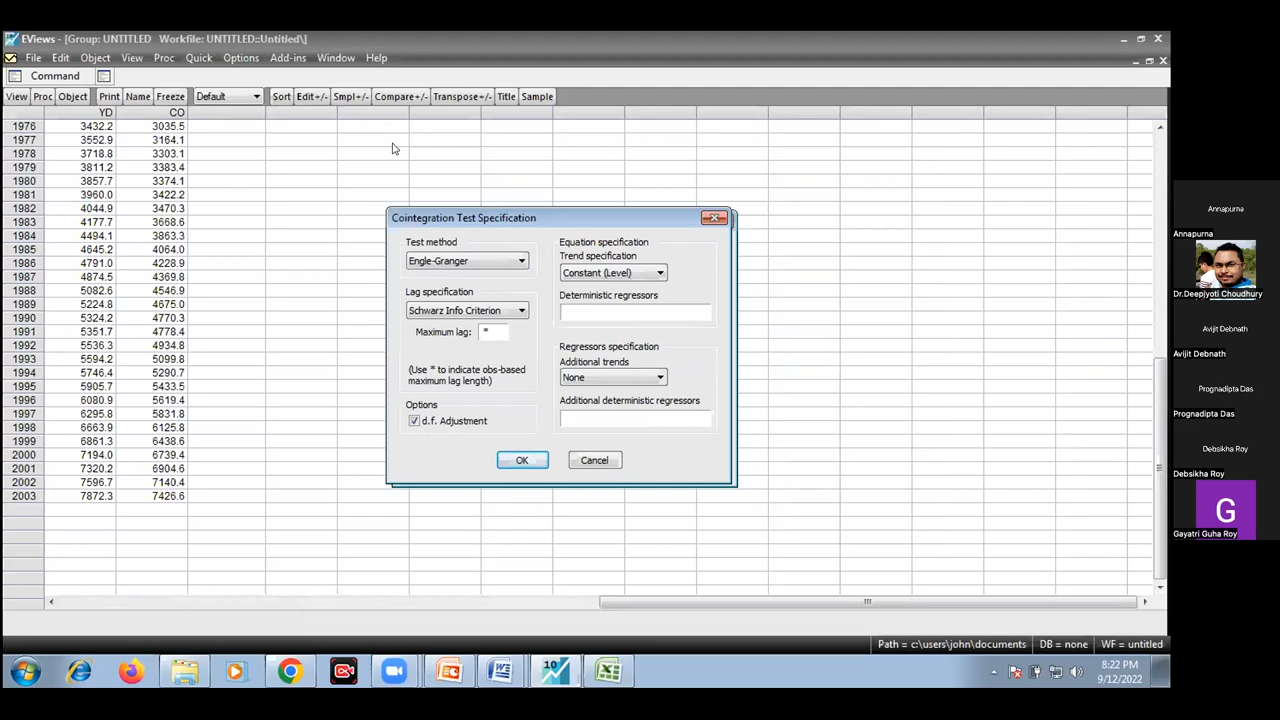 EViews - [Group: UNTITLED Workfile: UNTITLED::Untitled\]
File Edit Object View Proc Quick Options Add-ins Window Help
Command
View Proc Object Print Name Freeze Default Sort Edit+/- Smpl+/- Compare+/- Transpose+/- Title Sample
YD CO
1976 3432.2 3035.5
1977 3552.9 3164.1
1978 3718.8 3303.1
1979 3811.2 3383.4
1980 3857.7 3374.1
1981 3960.0 3422.2
1982 4044.9 3470.3
1983 4177.7 3668.6
1984 4494.1 3863.3
1985 4645.2 4064.0
1986 4791.0 4228.9
1987 4874.5 4369.8
1988 5082.6 4546.9
1989 5224.8 4675.0
1990 5324.2 4770.3
1991 5351.7 4778.4
1992 5536.3 4934.8
1993 5594.2 5099.8
1994 5746.4 5290.7
1995 5905.7 5433.5
1996 6080.9 5619.4
1997 6295.8 5831.8
1998 6663.9 6125.8
1999 6861.3 6438.6
2000 7194.0 6739.4
2001 7320.2 6904.6
2002 7596.7 7140.4
2003 7872.3 7426.6
Cointegration Test Specification
Test method
Engle-Granger
Lag specification
Schwarz Info Criterion
Maximum lag: *
(Use * to indicate obs-based
maximum lag length)
Options
d.f. Adjustment
Equation specification
Trend specification
Constant (Level)
Deterministic regressors
Regressors specification
Additional trends
None
Additional deterministic regressors
OK Cancel
Path = c:\users\john\documents DB = none WF = untitled
10
8:22 PM
9/12/2022
Annapurna
Annapurna
Dr.Deepjyoti Choudhury
Avijit Debnath
Avijit Debnath
Prognadipta Das
Prognadipta Das
Debsikha Roy
Debsikha Roy
G
Gayatri Guha Roy